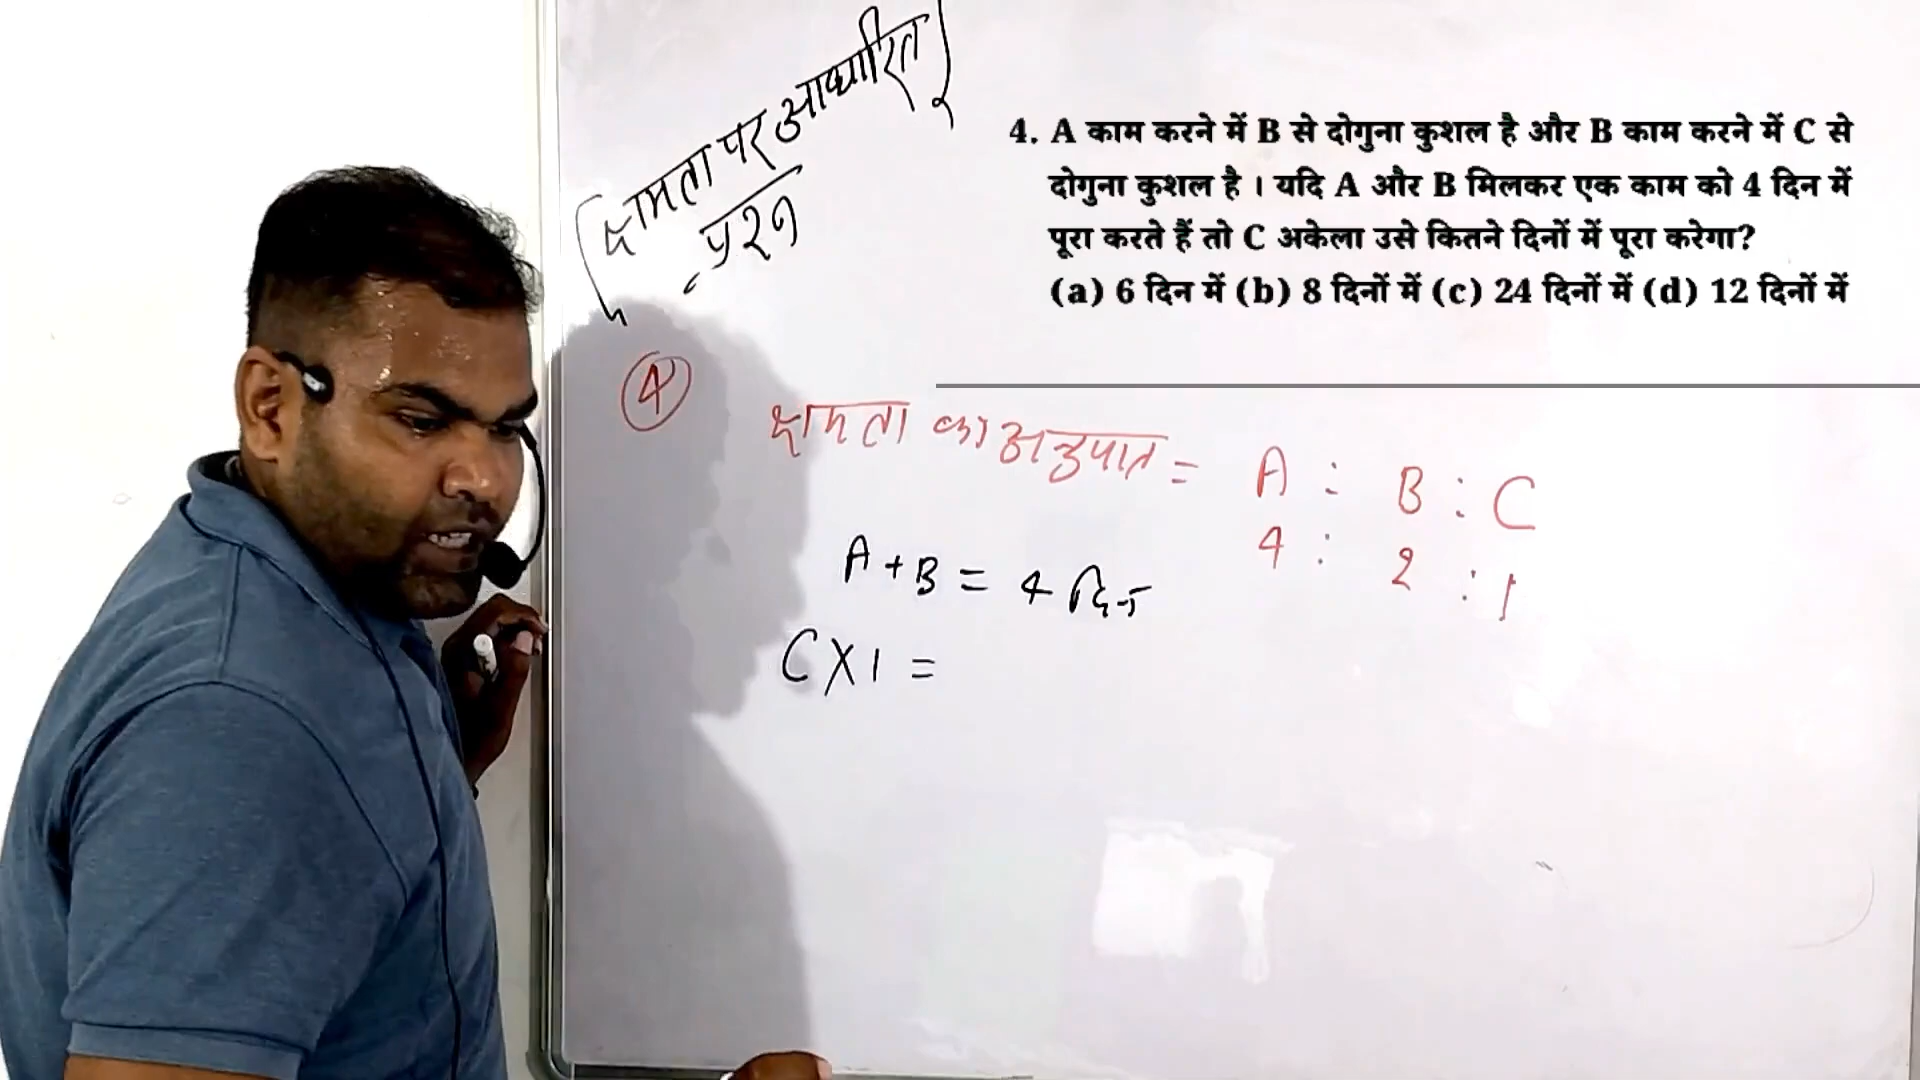 (क्षमता पर आधारित)
प्रश्न
4. A काम करने में B से दोगुना कुशल है और B काम करने में C से
दोगुना कुशल है । यदि A और B मिलकर एक काम को 4 दिन में
पूरा करते हैं तो C अकेला उसे कितने दिनों में पूरा करेगा?
(a) 6 दिन में (b) 8 दिनों में (c) 24 दिनों में (d) 12 दिनों में
4
क्षमता का अनुपात = A : B : C
4 : 2 : 1
A + B = 4 दिन
C X 1 =